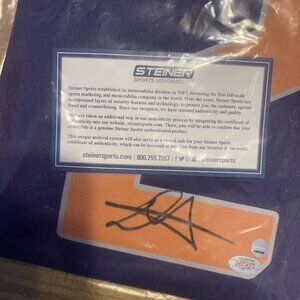 STEINER
SPORTS MEMORABILIA
Steiner Sports established its memorabilia division in 1987, becoming the first full-scale
sports marketing and memorabilia company in the world. Over the years, Steiner Sports has
incorporated layers of security features and technology, to protect you, the customer, against
fraud and counterfeiting. Since our inception, we have stressed authenticity and quality.
We have taken an additional step in our authenticity process by integrating the certificate of
authenticity into our website, steinersports.com. There, you will be able to confirm that your
collectible is a genuine Steiner Sports authenticated product.
This unique archival system will also serve as a visual safe for your Steiner Sports
certificate of authenticity, which can be accessed at any time from any location in the world.
steinersports.com | 800.759.7267 | steinersports